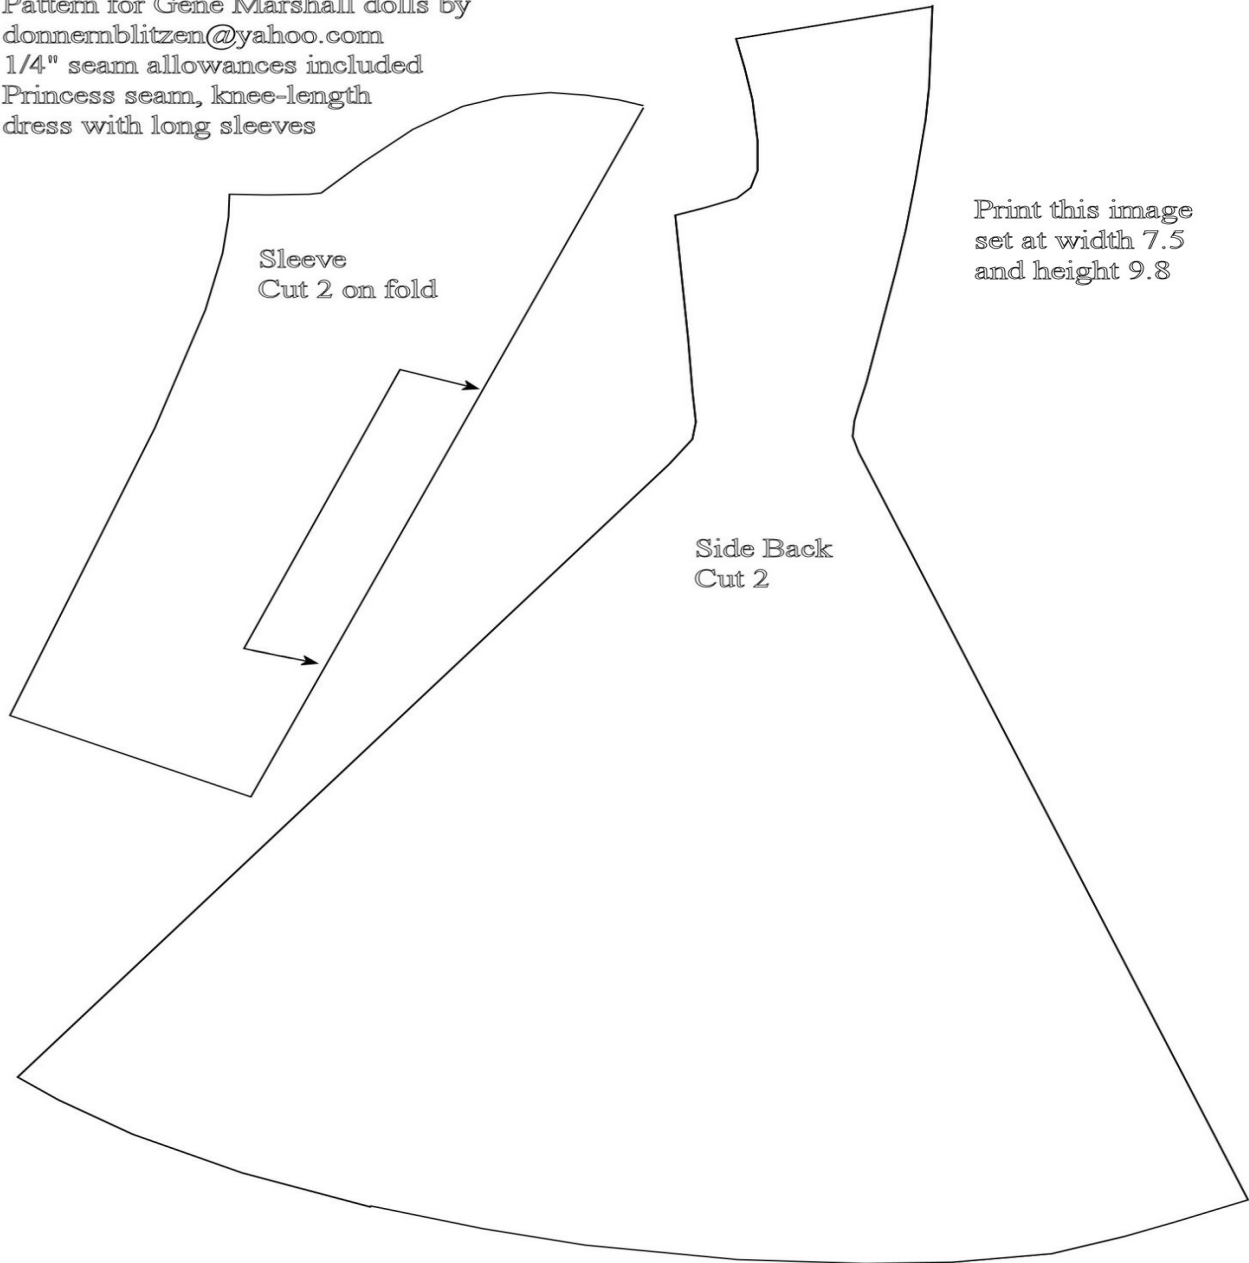 Pattern for Gene Marshall dolls by
donnernblitzen@yahoo.com
1/4" seam allowances included
Princess seam, knee-length
dress with long sleeves
Print this image
set at width 7.5
and height 9.8
Sleeve
Cut 2 on fold
Side Back
Cut 2